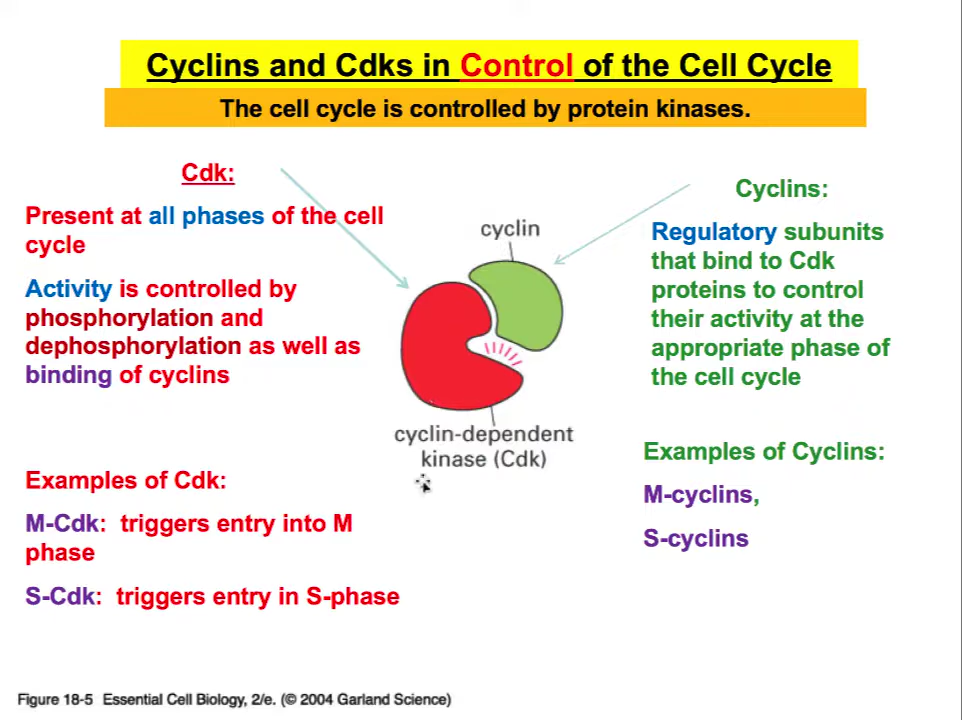 Cyclins and Cdks in Control of the Cell Cycle
The cell cycle is controlled by protein kinases.
Cdk:
Present at all phases of the cell
cycle
Activity is controlled by
phosphorylation and
dephosphorylation as well as
binding of cyclins
Examples of Cdk:
M-Cdk:  triggers entry into M
phase
S-Cdk:  triggers entry in S-phase
cyclin
cyclin-dependent
kinase (Cdk)
Cyclins:
Regulatory subunits
that bind to Cdk
proteins to control
their activity at the
appropriate phase of
the cell cycle
Examples of Cyclins:
M-cyclins,
S-cyclins
Figure 18-5  Essential Cell Biology, 2/e. (© 2004 Garland Science)